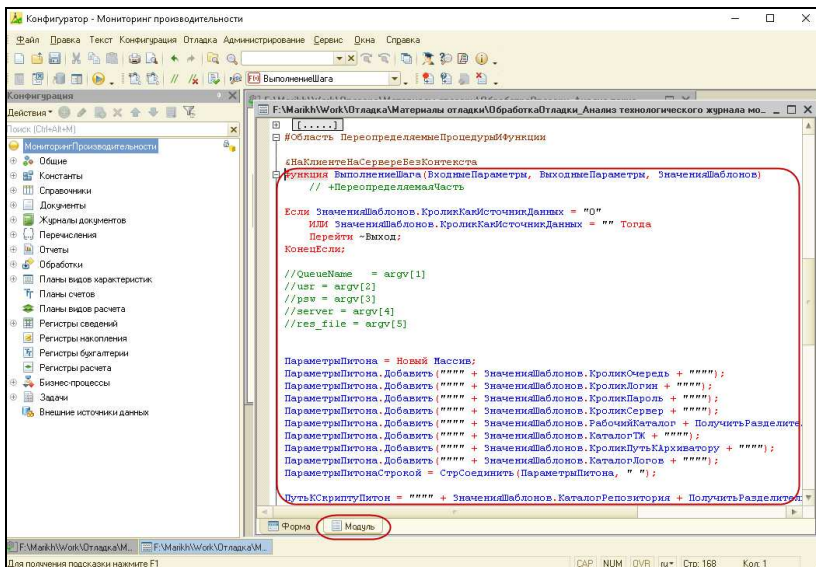 Конфигуратор - Мониторинг производительности
Файл Правка Текст Конфигурация Отладка Администрирование Сервис Окна Справка
ВыполнениеШага
Конфигурация
Действия
Поиск (Ctrl+Alt+M)
МониторингПроизводительности
Общие
Константы
Справочники
Документы
Журналы документов
Перечисления
Отчеты
Обработки
Планы видов характеристик
Планы счетов
Планы видов расчета
Регистры сведений
Регистры накопления
Регистры бухгалтерии
Регистры расчета
Бизнес-процессы
Задачи
Внешние источники данных
F:\Marikh\Work\Отладка\Материалы отладки\ОбработкаОтладки_Анализ технологического журнала мо...
[.....]
#Область ПереопределяемыеПроцедурыИФункции
&НаКлиентеНаСервереБезКонтекста
Функция ВыполнениеШага(ВходныеПараметры, ВыходныеПараметры, ЗначенияШаблонов)
// +ПереопределяемаяЧасть
Если ЗначенияШаблонов.КроликКакИсточникДанных = "0"
ИЛИ ЗначенияШаблонов.КроликКакИсточникДанных = "" Тогда
Перейти ~Выход;
КонецЕсли;
//QueueName = argv[1]
//usr = argv[2]
//psw = argv[3]
//server = argv[4]
//res_file = argv[5]
ПараметрыПитона = Новый Массив;
ПараметрыПитона.Добавить("""" + ЗначенияШаблонов.КроликОчередь + """");
ПараметрыПитона.Добавить("""" + ЗначенияШаблонов.КроликЛогин + """");
ПараметрыПитона.Добавить("""" + ЗначенияШаблонов.КроликПароль + """");
ПараметрыПитона.Добавить("""" + ЗначенияШаблонов.КроликСервер + """");
ПараметрыПитона.Добавить("""" + ЗначенияШаблонов.РабочийКаталог + ПолучитьРазделите
ПараметрыПитона.Добавить("""" + ЗначенияШаблонов.КаталогТЖ + """");
ПараметрыПитона.Добавить("""" + ЗначенияШаблонов.КроликПутьКАрхиватору + """");
ПараметрыПитона.Добавить("""" + ЗначенияШаблонов.КаталогЛогов + """");
ПараметрыПитонаСтрокой = СтрСоединить(ПараметрыПитона, " ");
ПутьКСкриптуПитон = """" + ЗначенияШаблонов.КаталогРепозитория + ПолучитьРазделител
Форма Модуль
F:\Marikh\Work\Отладка\М... F:\Marikh\Work\Отладка\М...
Для получения подсказки нажмите F1 CAP NUM OVR ru Стр: 168 Кол: 1